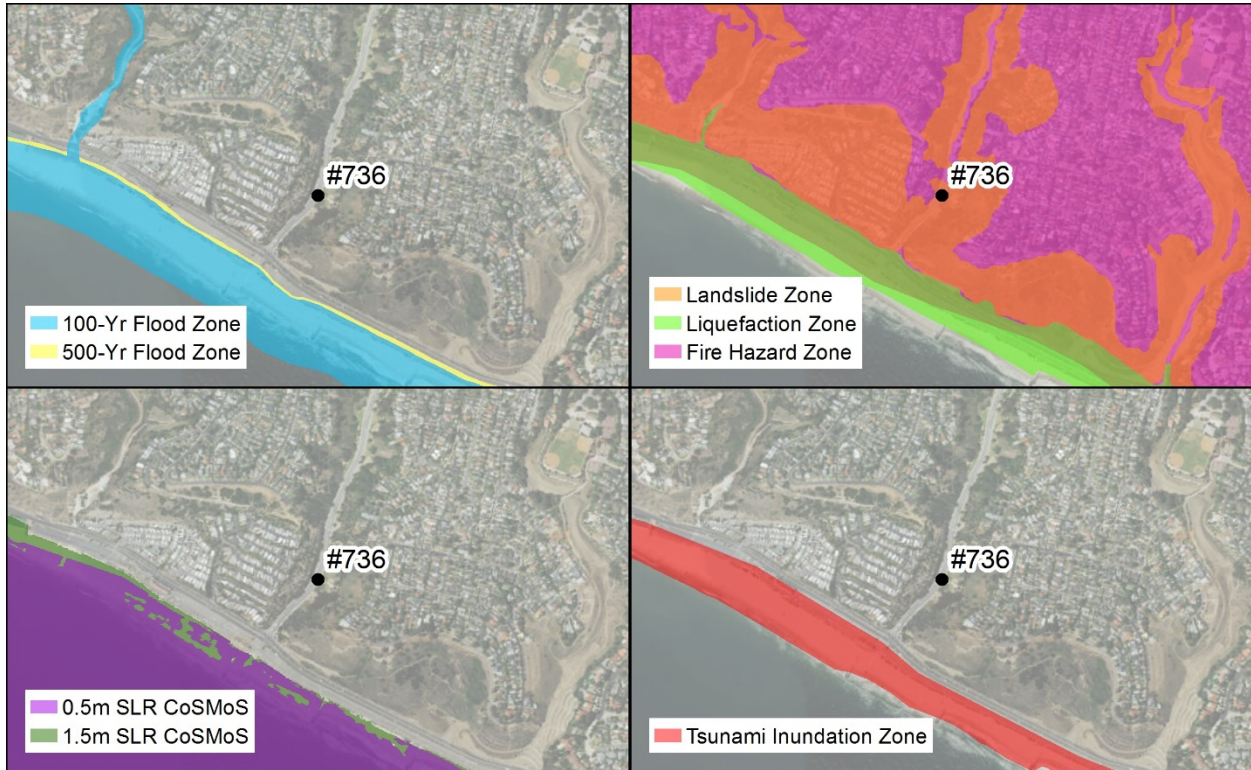 #736
100-Yr Flood Zone
500-Yr Flood Zone
#736
Landslide Zone
Liquefaction Zone
Fire Hazard Zone
#736
0.5m SLR CoSMoS
1.5m SLR CoSMoS
#736
Tsunami Inundation Zone